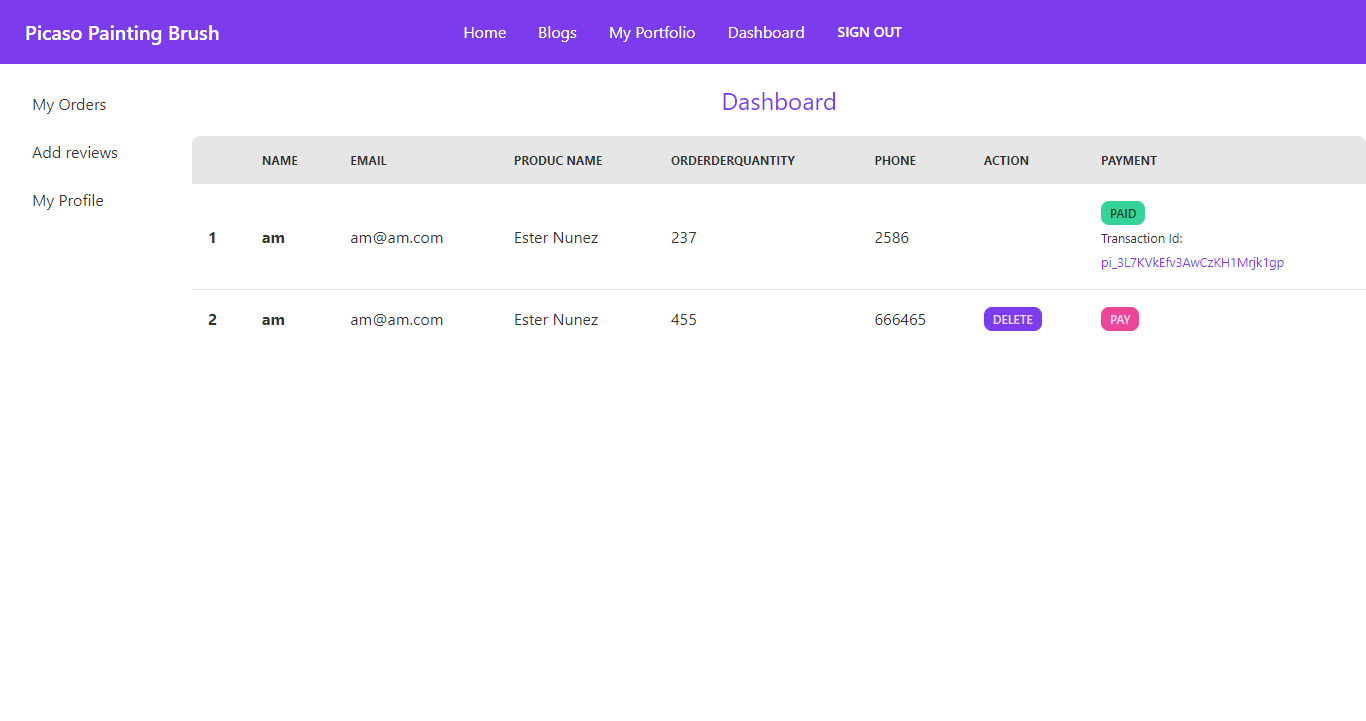 Picaso Painting Brush Home Blogs My Portfolio Dashboard SIGN OUT
My Orders
Add reviews
My Profile
Dashboard
NAME EMAIL PRODUC NAME ORDERDERQUANTITY PHONE ACTION PAYMENT
1 am am@am.com Ester Nunez 237 2586 PAID
Transaction Id:
pi_3L7KVkEfv3AwCzKH1Mrjk1gp
2 am am@am.com Ester Nunez 455 666465 DELETE PAY